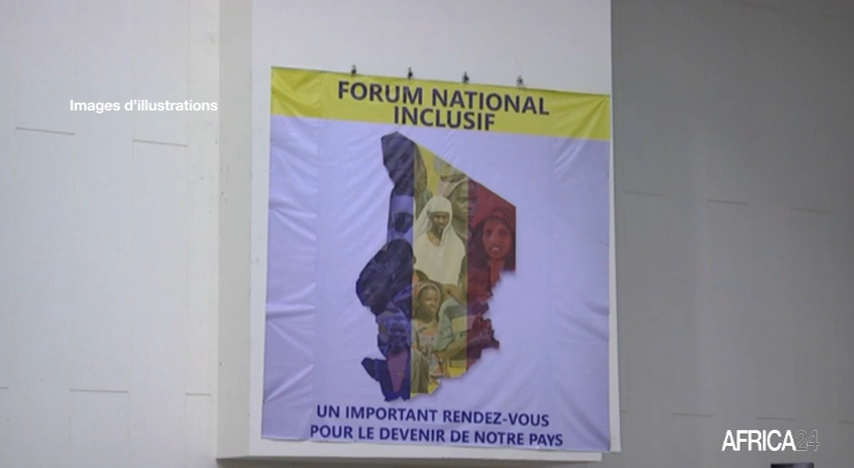 Images d'illustrations
FORUM NATIONAL
INCLUSIF
UN IMPORTANT RENDEZ-VOUS
POUR LE DEVENIR DE NOTRE PAYS
AFRICA24